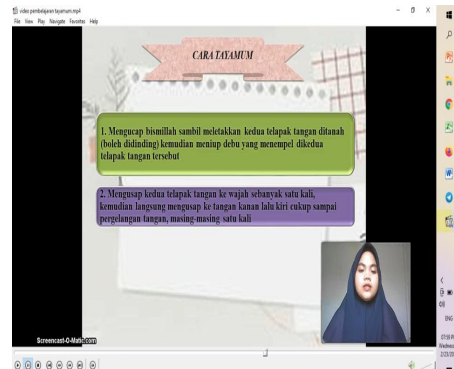 video pembelajaran tayamum.mp4
File View Play Navigate Favorites Help
CARA TAYAMUM
1. Mengucap bismillah sambil meletakkan kedua telapak tangan ditanah
(boleh didinding) kemudian meniup debu yang menempel dikedua
telapak tangan tersebut
2. Mengusap kedua telapak tangan ke wajah sebanyak satu kali,
kemudian langsung mengusap ke tangan kanan lalu kiri cukup sampai
pergelangan tangan, masing-masing satu kali
Screencast-O-Matic.com
ENG